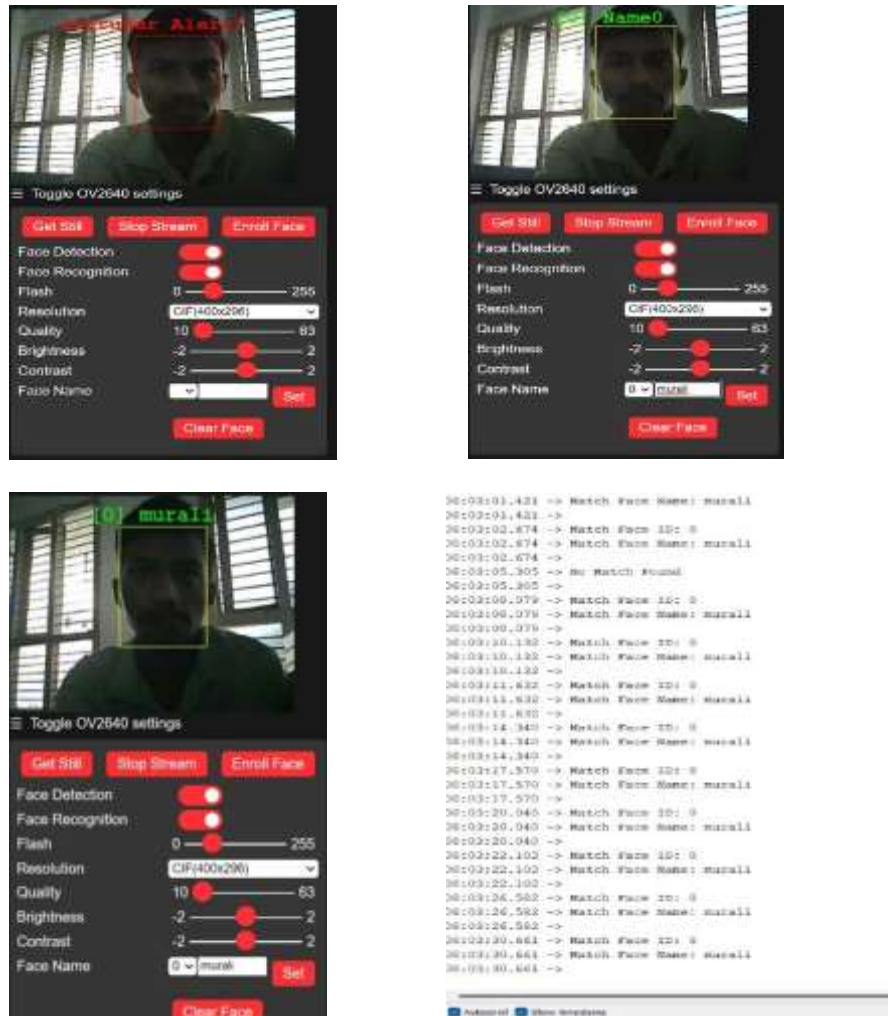 Intruder Alert!
Toggle OV2640 settings
Get Still Stop Stream Enroll Face
Face Detection
Face Recognition
Flash 0 255
Resolution CIF(400x296)
Quality 10 63
Brightness -2 2
Contrast -2 2
Face Name Set
Clear Face
Name0
Toggle OV2640 settings
Get Still Stop Stream Enroll Face
Face Detection
Face Recognition
Flash 0 255
Resolution CIF(400x296)
Quality 10 63
Brightness -2 2
Contrast -2 2
Face Name 0 murali Set
Clear Face
[0] murali
Toggle OV2640 settings
Get Still Stop Stream Enroll Face
Face Detection
Face Recognition
Flash 0 255
Resolution CIF(400x296)
Quality 10 63
Brightness -2 2
Contrast -2 2
Face Name 0 murali Set
Clear Face
-> Match Face Name: murali
->
-> Match Face ID: 0
-> Match Face Name: murali
->
-> No Match Found
->
-> Match Face ID: 0
-> Match Face Name: murali
->
-> Match Face ID: 0
-> Match Face Name: murali
->
-> Match Face ID: 0
-> Match Face Name: murali
->
-> Match Face ID: 0
-> Match Face Name: murali
->
-> Match Face ID: 0
-> Match Face Name: murali
->
-> Match Face ID: 0
-> Match Face Name: murali
->
-> Match Face ID: 0
-> Match Face Name: murali
->
-> Match Face ID: 0
-> Match Face Name: murali
->
-> Match Face ID: 0
-> Match Face Name: murali
->
Autoscroll Show timestamp